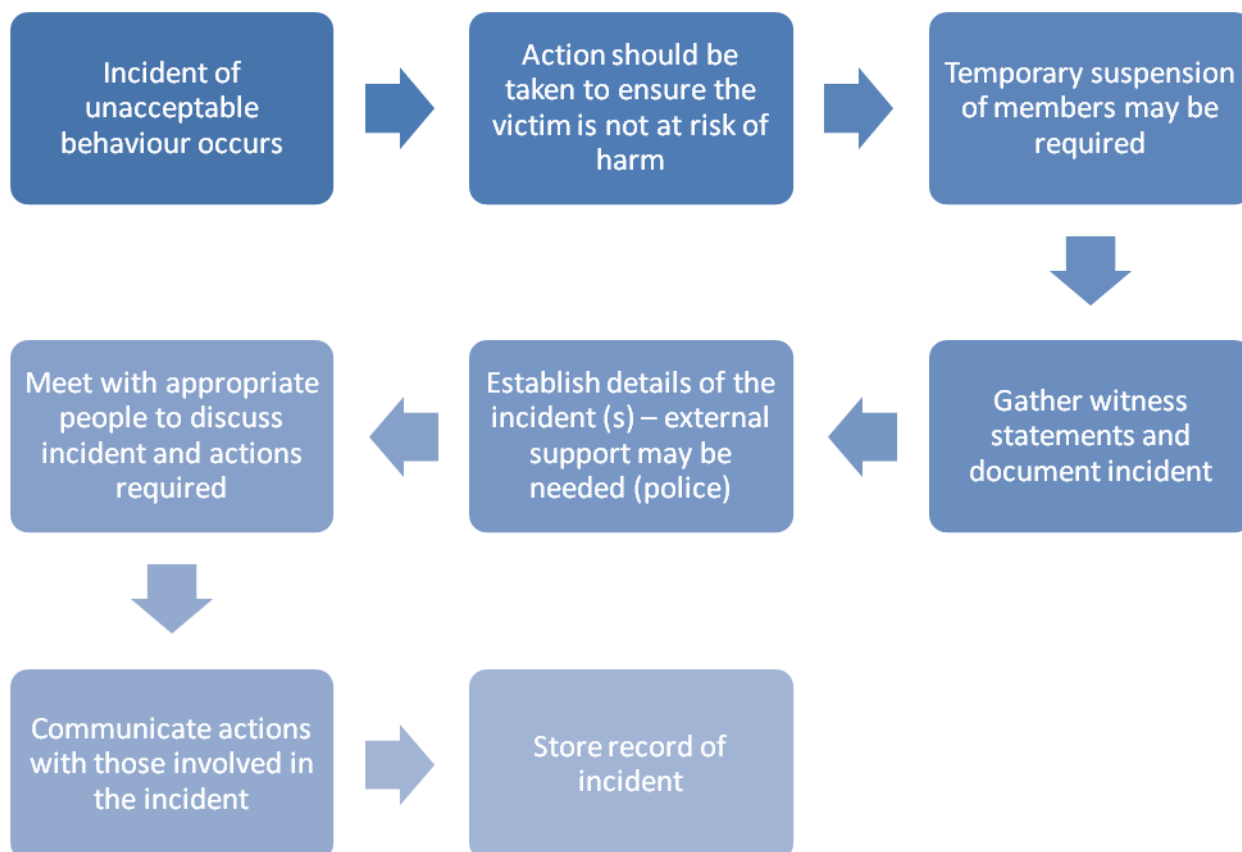 Incident of
unacceptable
behaviour occurs
Action should be
taken to ensure the
victim is not at risk of
harm
Temporary suspension
of members may be
required
Gather witness
statements and
document incident
Establish details of the
incident (s) – external
support may be
needed (police)
Meet with appropriate
people to discuss
incident and actions
required
Communicate actions
with those involved in
the incident
Store record of
incident